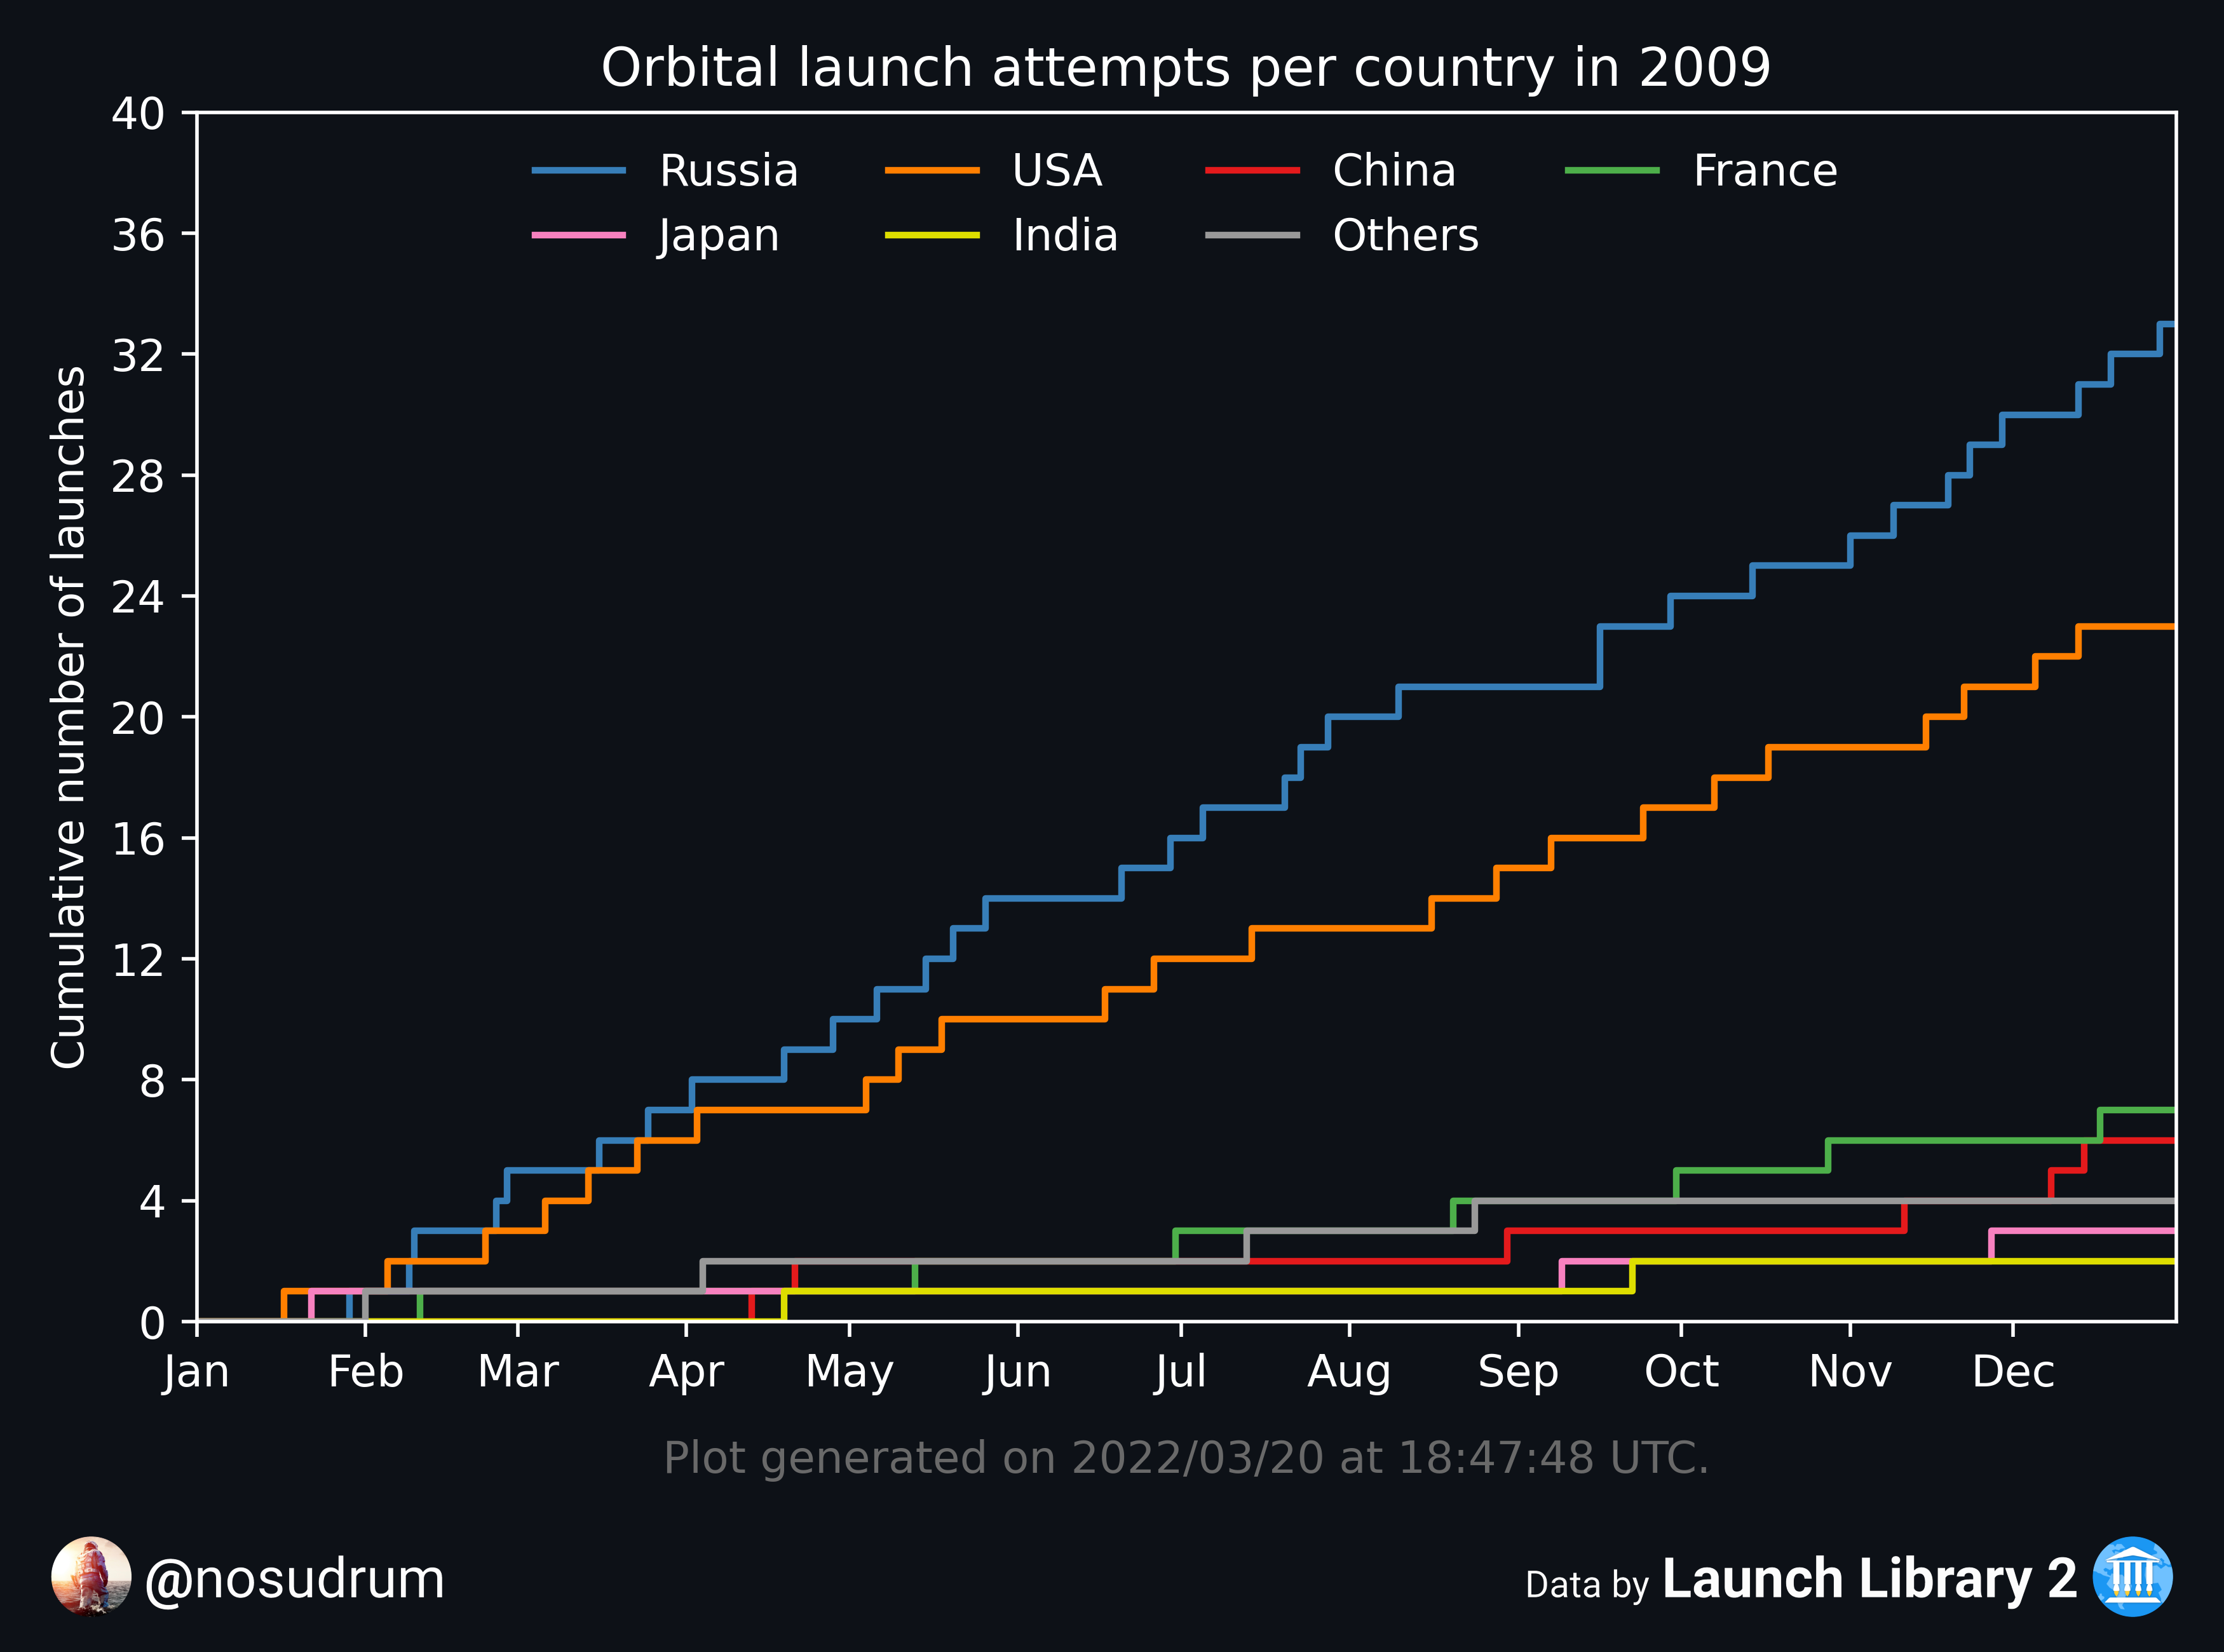 Orbital launch attempts per country in 2009
Russia USA China France
Japan India Others
Cumulative number of launches
40
36
32
28
24
20
16
12
8
4
0
Jan Feb Mar Apr May Jun Jul Aug Sep Oct Nov Dec
Plot generated on 2022/03/20 at 18:47:48 UTC.
@nosudrum
Data by Launch Library 2